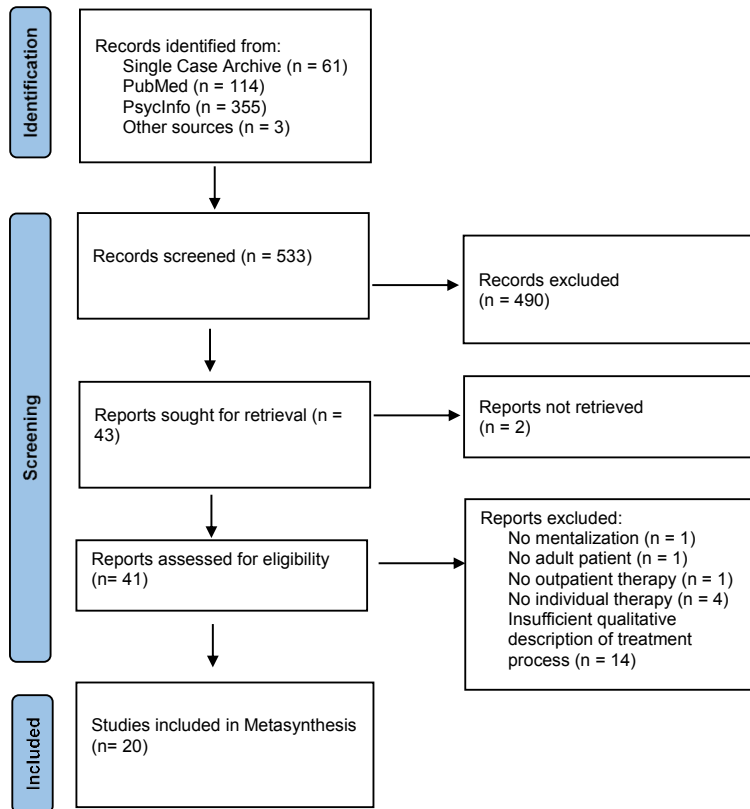 Identification
Records identified from:
Single Case Archive (n = 61)
PubMed (n = 114)
PsycInfo (n = 355)
Other sources (n = 3)
Screening
Records screened (n = 533)
Records excluded
(n = 490)
Reports sought for retrieval (n =
43)
Reports not retrieved
(n = 2)
Reports assessed for eligibility
(n= 41)
Reports excluded:
No mentalization (n = 1)
No adult patient (n = 1)
No outpatient therapy (n = 1)
No individual therapy (n = 4)
Insufficient qualitative
description of treatment
process (n = 14)
Included
Studies included in Metasynthesis
(n= 20)